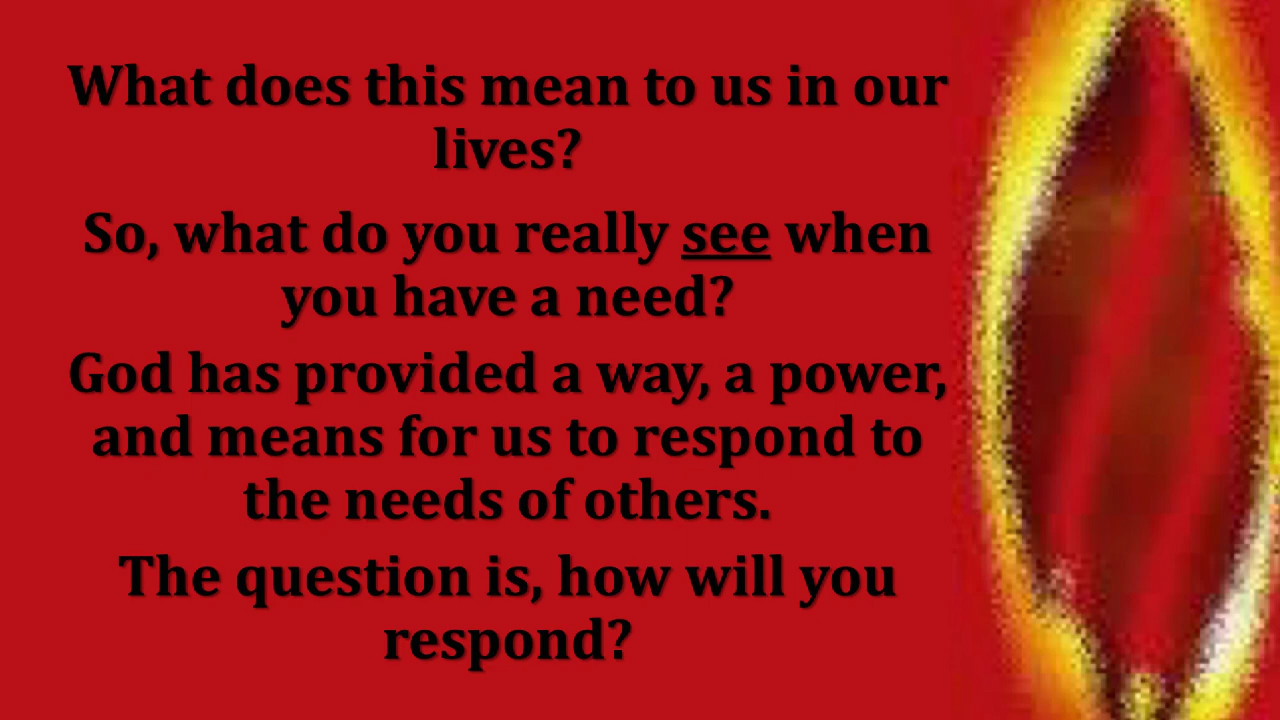 What does this mean to us in our
lives?
So, what do you really see when
you have a need?
God has provided a way, a power,
and means for us to respond to
the needs of others.
The question is, how will you
respond?